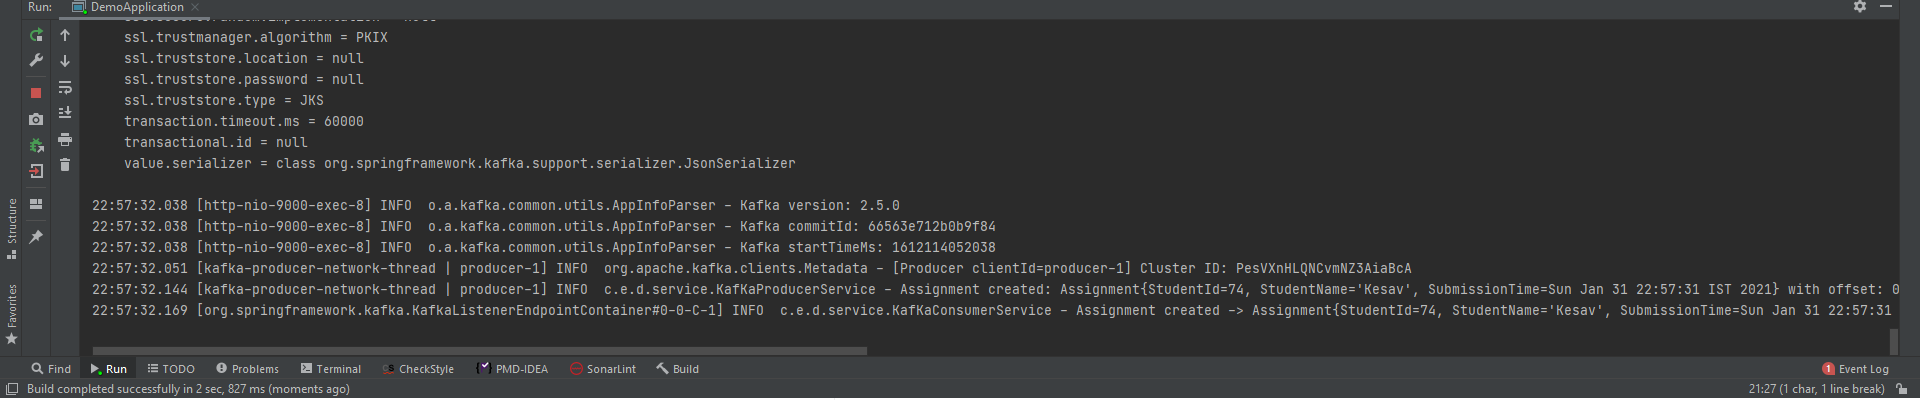 Run: DemoApplication
ssl.trustmanager.algorithm = PKIX
ssl.truststore.location = null
ssl.truststore.password = null
ssl.truststore.type = JKS
transaction.timeout.ms = 60000
transactional.id = null
value.serializer = class org.springframework.kafka.support.serializer.JsonSerializer
22:57:32.038 [http-nio-9000-exec-8] INFO  o.a.kafka.common.utils.AppInfoParser - Kafka version: 2.5.0
22:57:32.038 [http-nio-9000-exec-8] INFO  o.a.kafka.common.utils.AppInfoParser - Kafka commitId: 66563e712b0b9f84
22:57:32.038 [http-nio-9000-exec-8] INFO  o.a.kafka.common.utils.AppInfoParser - Kafka startTimeMs: 1612114052038
22:57:32.051 [kafka-producer-network-thread | producer-1] INFO  org.apache.kafka.clients.Metadata - [Producer clientId=producer-1] Cluster ID: PesVXnHLQNCvmNZ3AiaBcA
22:57:32.144 [kafka-producer-network-thread | producer-1] INFO  c.e.d.service.KafKaProducerService - Assignment created: Assignment{StudentId=74, StudentName='Kesav', SubmissionTime=Sun Jan 31 22:57:31 IST 2021} with offset: 0
22:57:32.169 [org.springframework.kafka.KafkaListenerEndpointContainer#0-0-C-1] INFO  c.e.d.service.KafKaConsumerService - Assignment created -> Assignment{StudentId=74, StudentName='Kesav', SubmissionTime=Sun Jan 31 22:57:31
Structure
Favorites
Find Run TODO Problems Terminal CheckStyle PMD-IDEA SonarLint Build 1 Event Log
Build completed successfully in 2 sec, 827 ms (moments ago) 21:27 (1 char, 1 line break)